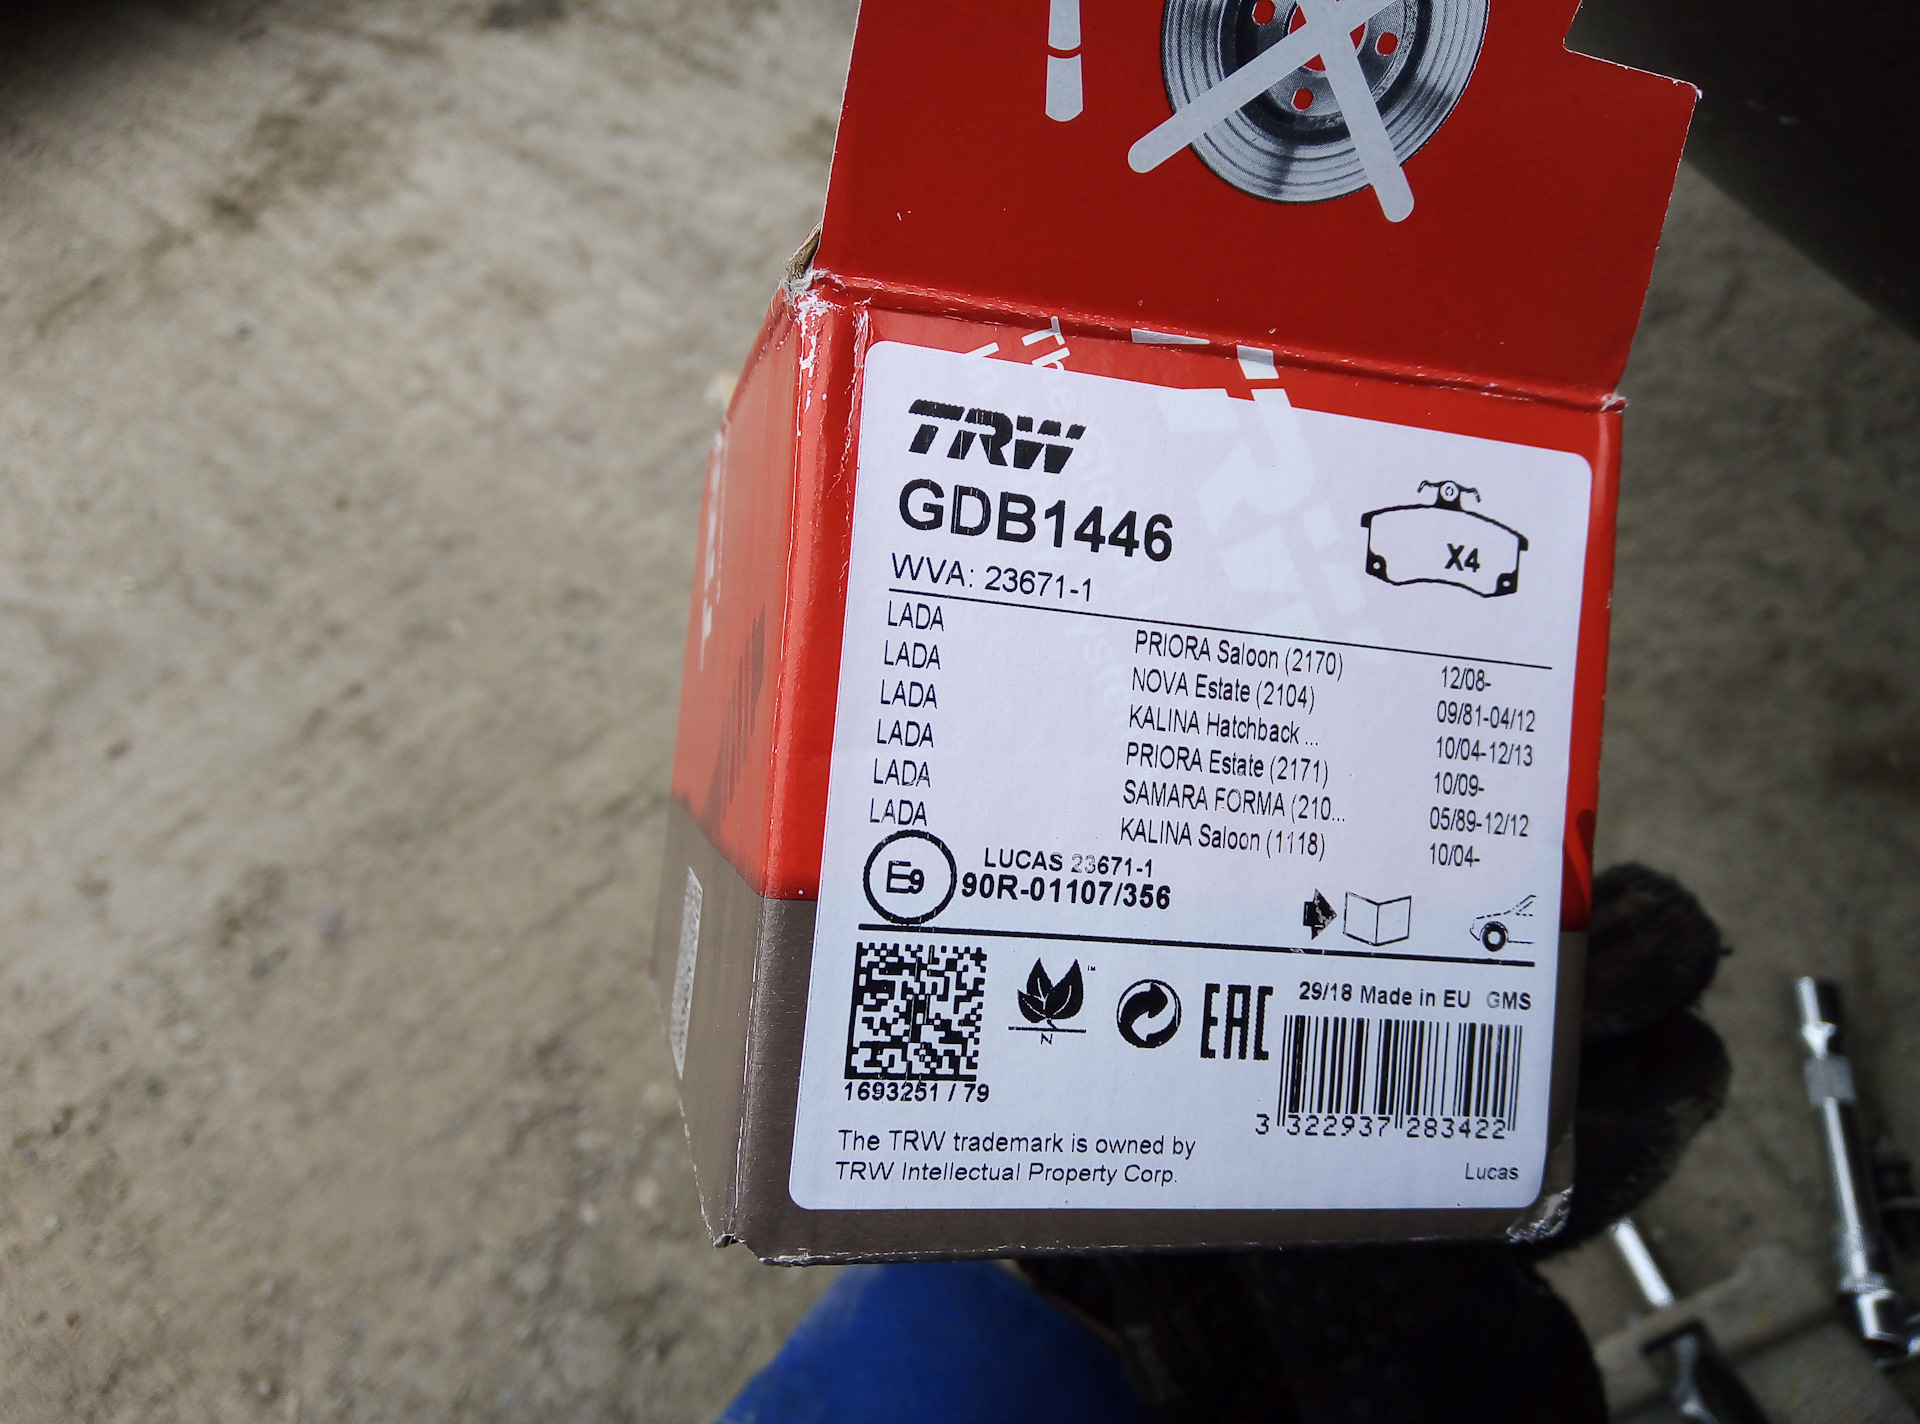 TRW
GDB1446
X4
WVA: 23671-1
LADA PRIORA Saloon (2170) 12/08-
LADA NOVA Estate (2104) 09/81-04/12
LADA KALINA Hatchback ... 10/04-12/13
LADA PRIORA Estate (2171) 10/09-
LADA SAMARA FORMA (210... 05/89-12/12
LADA KALINA Saloon (1118) 10/04-
LUCAS 23671-1
E9 90R-01107/356
TM
N
EAC
29/18 Made in EU GMS
1693251 / 79
3 322937 283422
The TRW trademark is owned by
TRW Intellectual Property Corp.
Lucas